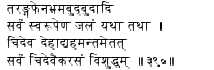 तरङ्गफेनभ्रमबुद्बुदादि
सर्वं स्वरूपेण जलं यथा तथा ।
चिदेव देहाद्यहमन्तमेतत्
सर्वं चिदेवैकरसं विशुद्धम् ॥३९०॥